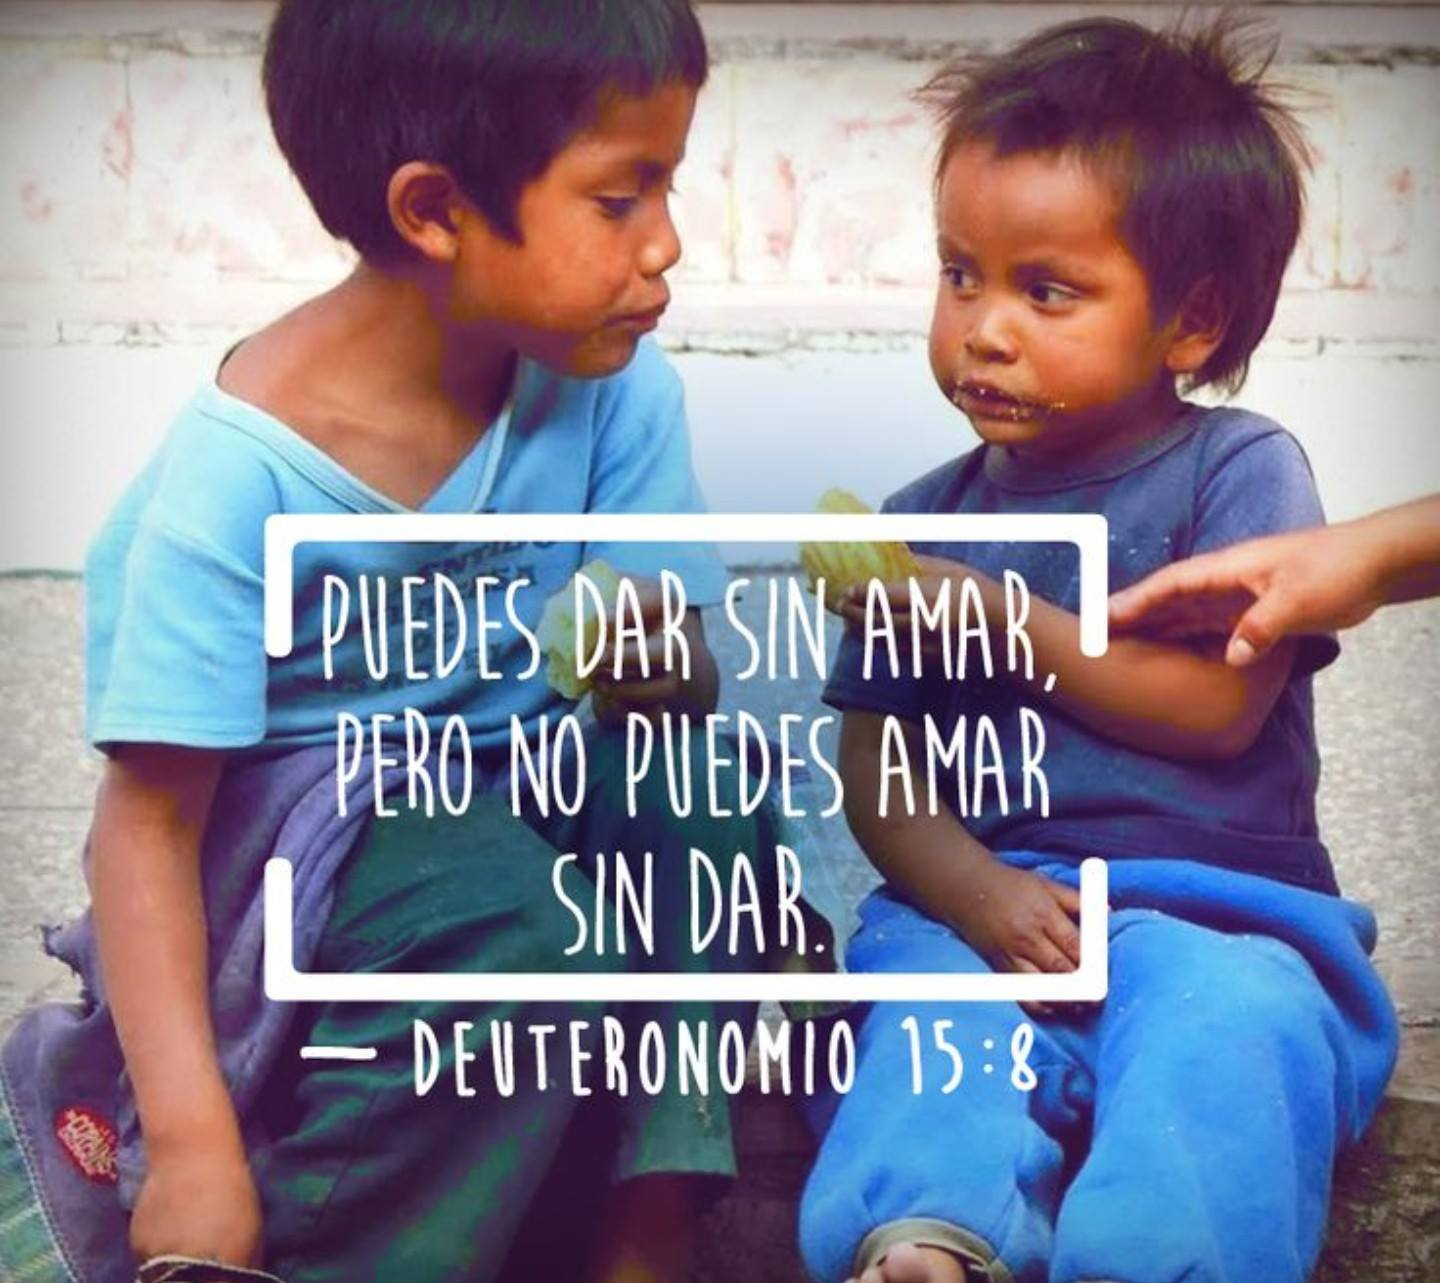 PUEDES DAR SIN AMAR,
PERO NO PUEDES AMAR
SIN DAR.
— DEUTERONOMIO 15:8